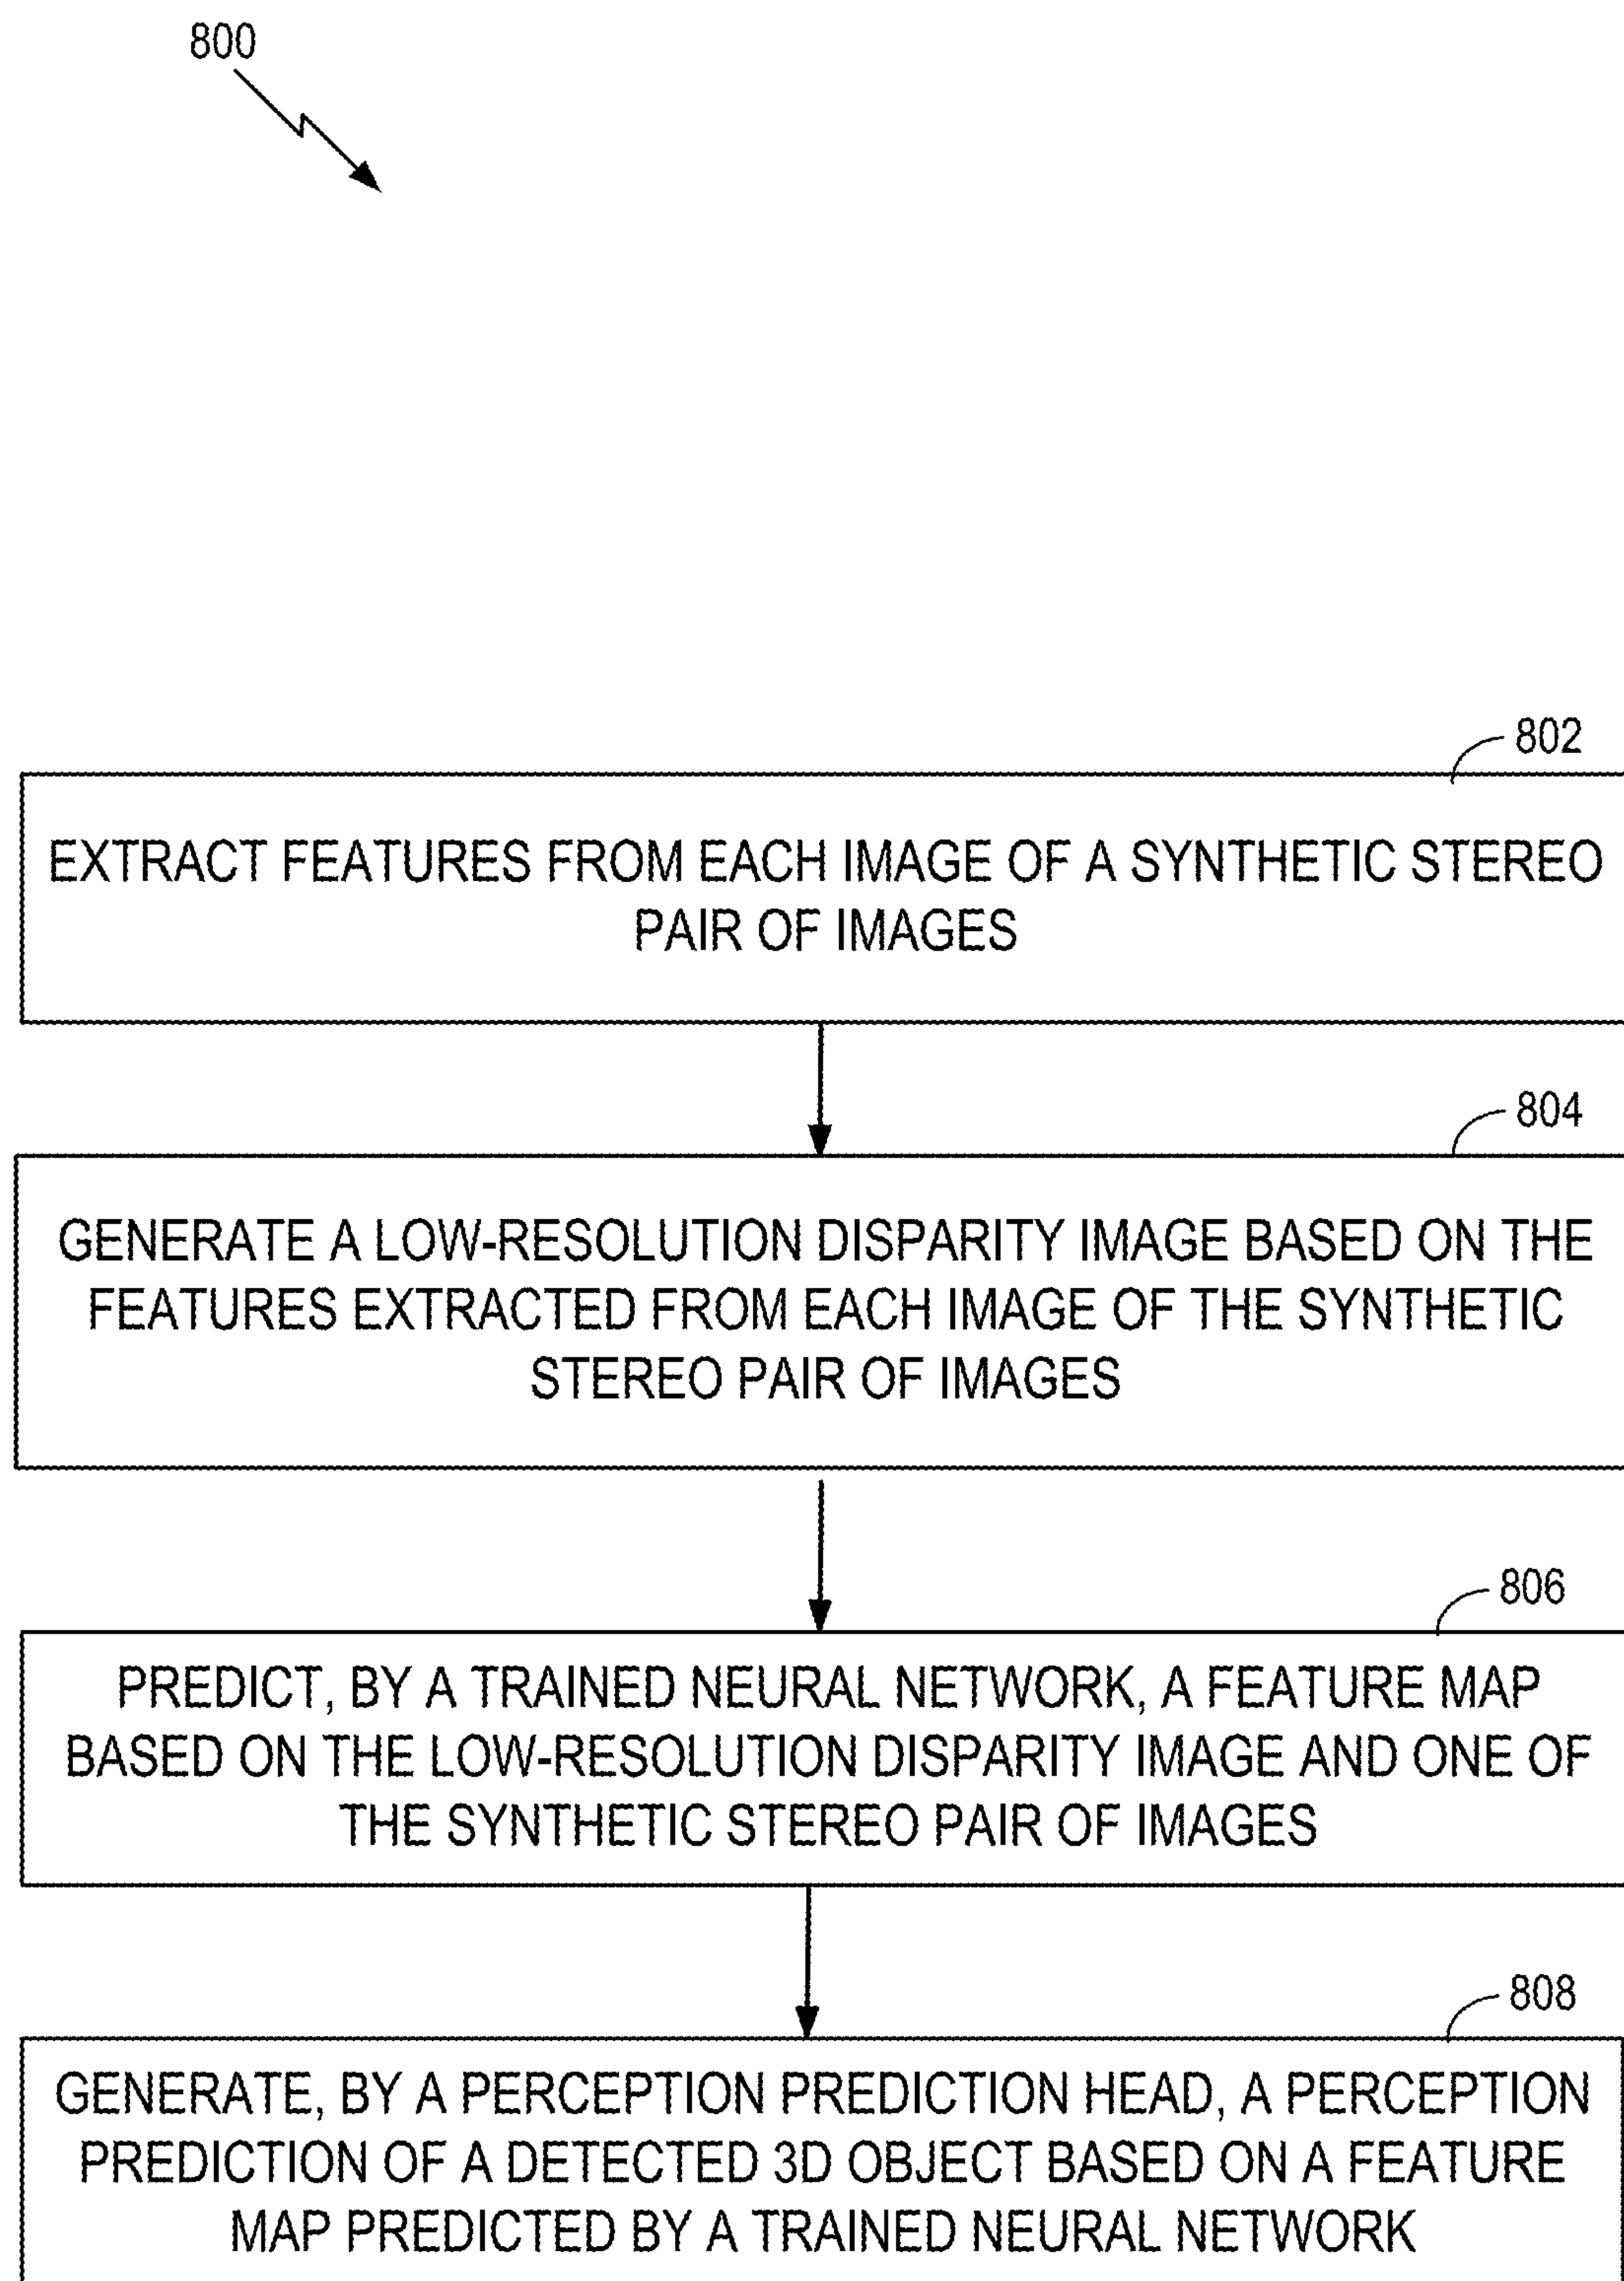 800
802
EXTRACT FEATURES FROM EACH IMAGE OF A SYNTHETIC STEREO
PAIR OF IMAGES
804
GENERATE A LOW-RESOLUTION DISPARITY IMAGE BASED ON THE
FEATURES EXTRACTED FROM EACH IMAGE OF THE SYNTHETIC
STEREO PAIR OF IMAGES
806
PREDICT, BY A TRAINED NEURAL NETWORK, A FEATURE MAP
BASED ON THE LOW-RESOLUTION DISPARITY IMAGE AND ONE OF
THE SYNTHETIC STEREO PAIR OF IMAGES
808
GENERATE, BY A PERCEPTION PREDICTION HEAD, A PERCEPTION
PREDICTION OF A DETECTED 3D OBJECT BASED ON A FEATURE
MAP PREDICTED BY A TRAINED NEURAL NETWORK